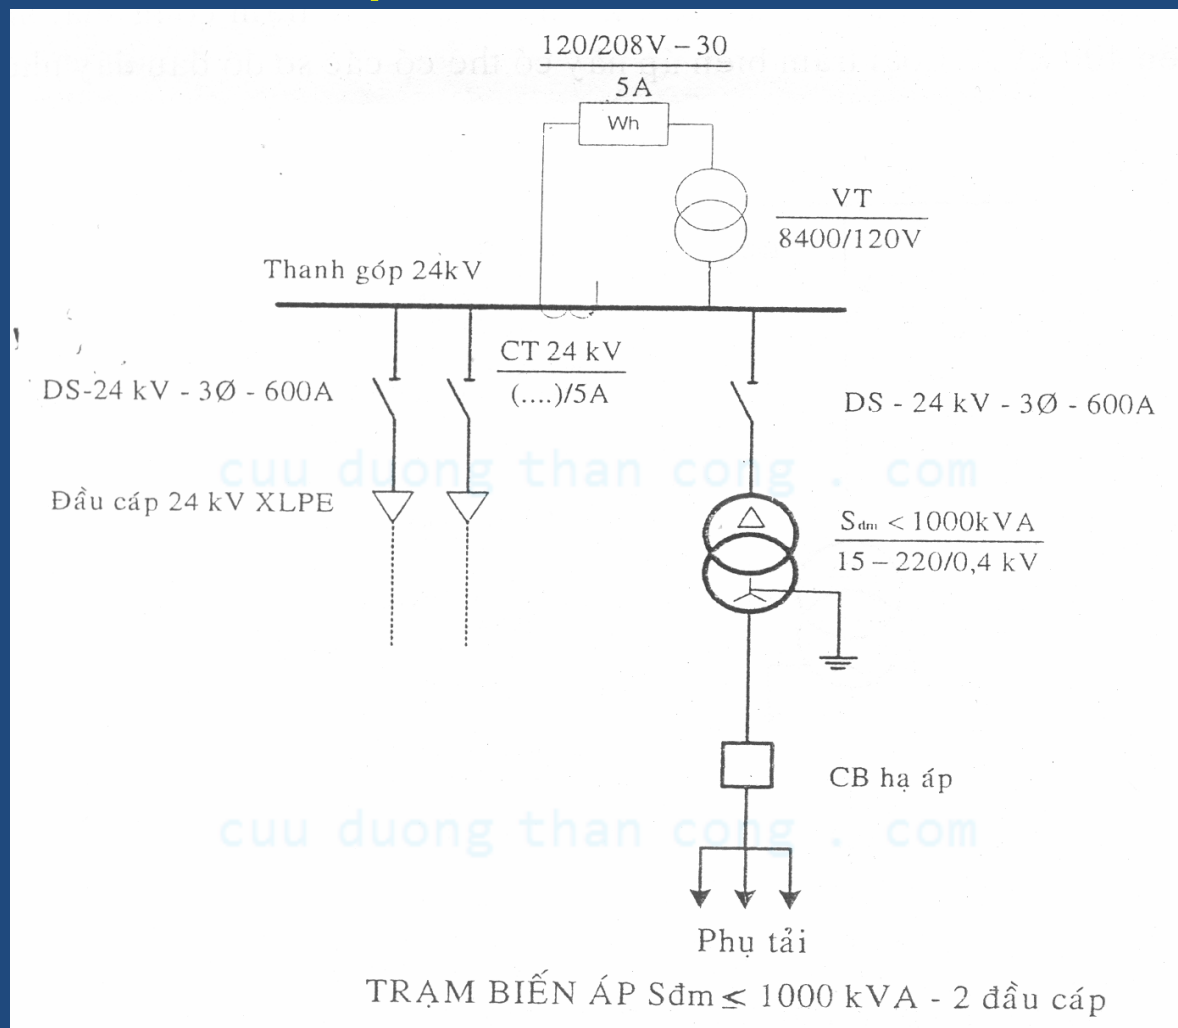 120/208V – 30
5A
Wh
VT
8400/120V
Thanh góp 24kV
CT 24 kV
(....)/5A
DS-24 kV - 3Ø - 600A
DS - 24 kV - 3Ø - 600A
cuu duong than cong . com
Đầu cáp 24 kV XLPE
Sđm < 1000kVA
15 – 220/0,4 kV
CB hạ áp
cuu duong than cong . com
Phụ tải
TRẠM BIẾN ÁP Sđm ≤ 1000 kVA - 2 đầu cáp